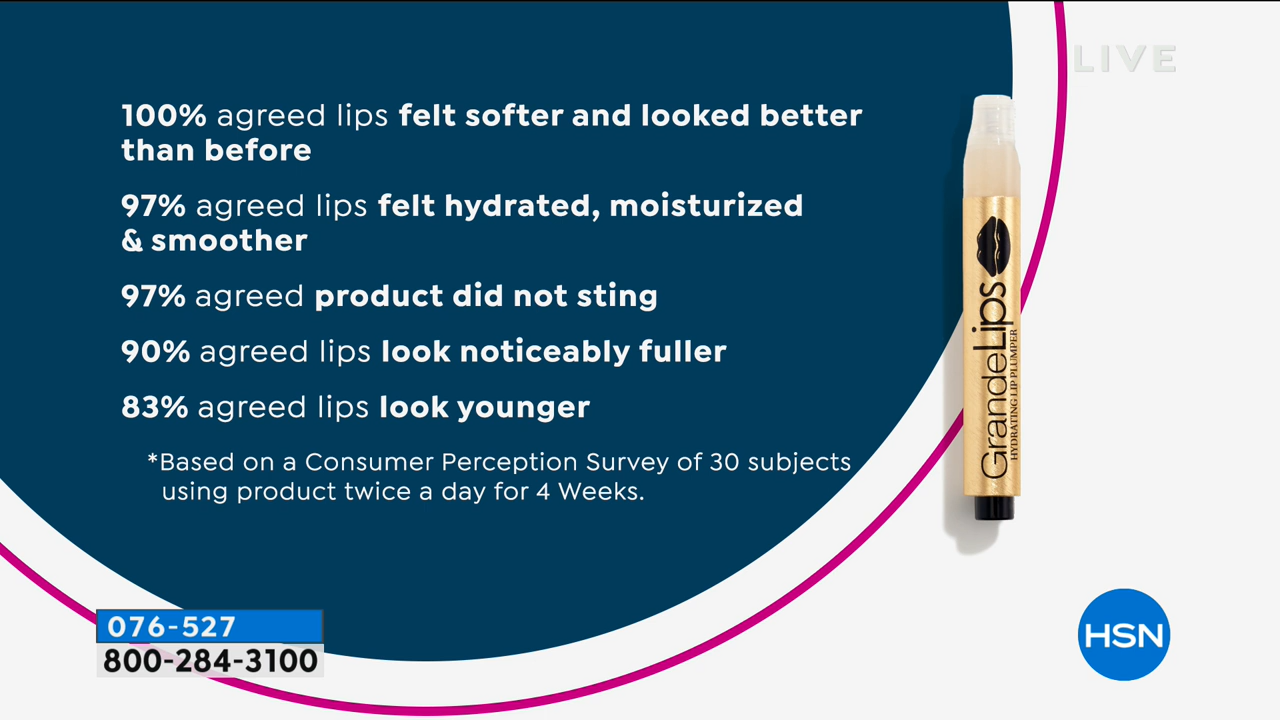 LIVE
100% agreed lips felt softer and looked better
than before
97% agreed lips felt hydrated, moisturized
& smoother
97% agreed product did not sting
90% agreed lips look noticeably fuller
83% agreed lips look younger
*Based on a Consumer Perception Survey of 30 subjects
using product twice a day for 4 Weeks.
GrandeLips
HYDRATING LIP PLUMPER
076-527
800-284-3100
HSN